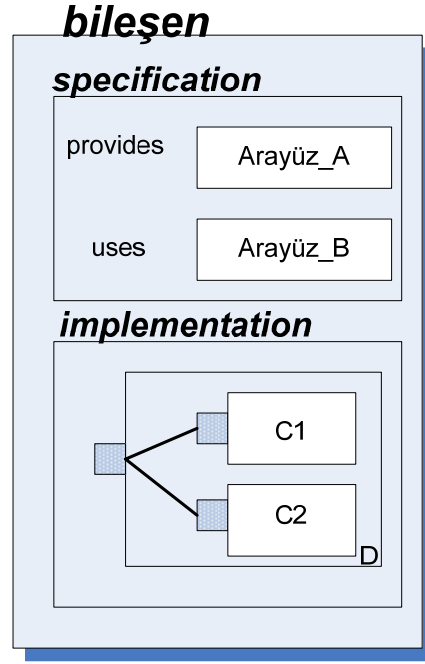 bileşen
specification
provides
Arayüz_A
uses
Arayüz_B
implementation
C1
C2
D